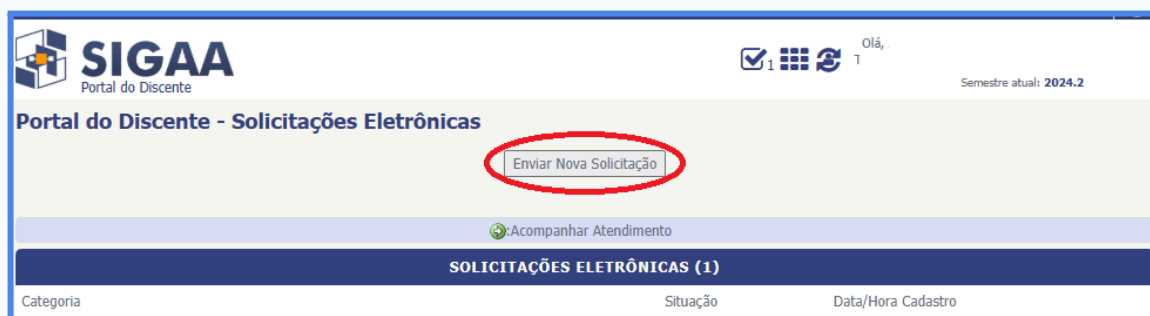 SIGAA
Portal do Discente
1
Olá,
Semestre atual: 2024.2
Portal do Discente - Solicitações Eletrônicas
Enviar Nova Solicitação
:Acompanhar Atendimento
SOLICITAÇÕES ELETRÔNICAS (1)
Categoria Situação Data/Hora Cadastro